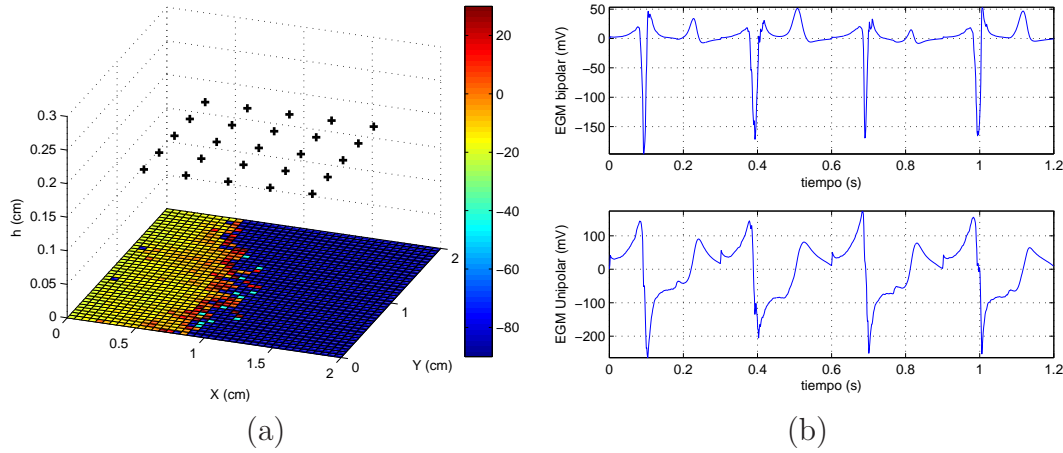 0.3
0.25
0.2
0.15
0.1
0.05
0
h (cm)
0
0.5
1
1.5
2
X (cm)
0
1
2
Y (cm)
20
0
−20
−40
−60
−80
(a)
50
0
−50
−100
−150
EGM bipolar (mV)
0 0.2 0.4 0.6 0.8 1 1.2
tiempo (s)
100
0
−100
−200
EGM Unipolar (mV)
0 0.2 0.4 0.6 0.8 1 1.2
tiempo (s)
(b)